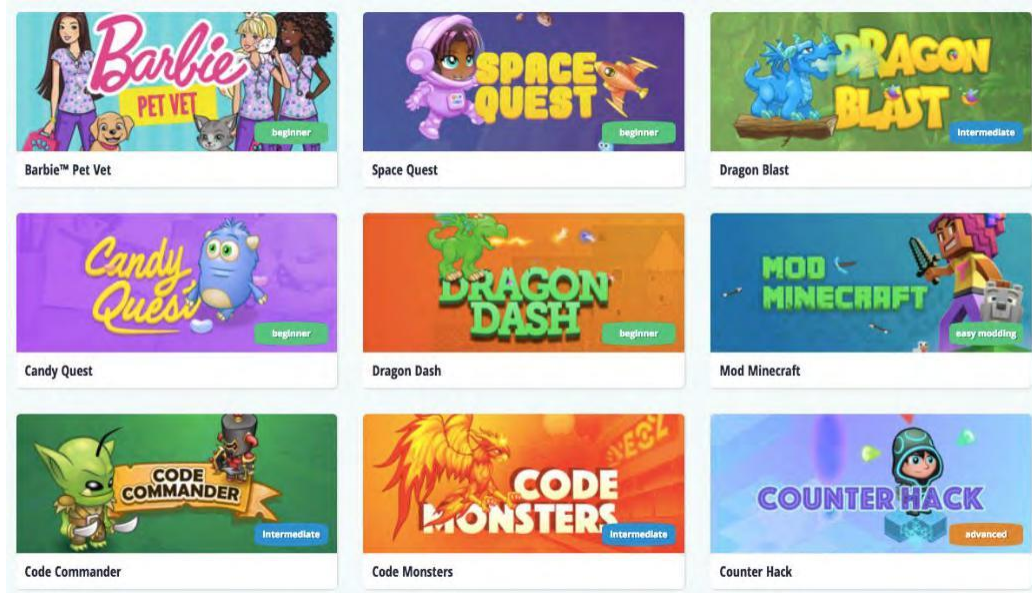 Barbie
PET VET
beginner
Barbie™ Pet Vet
SPACE
QUEST
beginner
Space Quest
DRAGON
BLAST
Intermediate
Dragon Blast
Candy
Quest
beginner
Candy Quest
DRAGON
DASH
beginner
Dragon Dash
MOD
MINECRAFT
easy modding
Mod Minecraft
CODE
COMMANDER
Intermediate
Code Commander
CODE
MONSTERS
Intermediate
Code Monsters
COUNTER HACK
advanced
Counter Hack